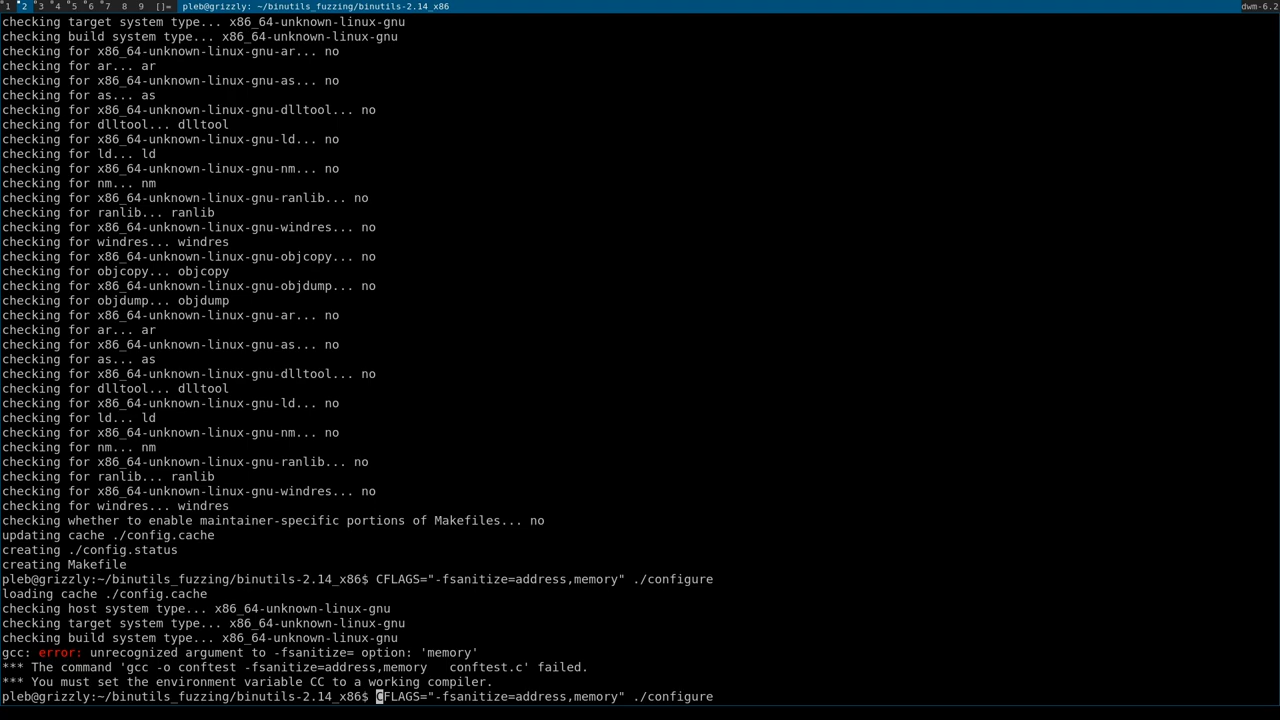 1 2 3 4 5 6 7 8 9 []= pleb@grizzly: ~/binutils_fuzzing/binutils-2.14_x86 dwm-6.2
checking target system type... x86_64-unknown-linux-gnu
checking build system type... x86_64-unknown-linux-gnu
checking for x86_64-unknown-linux-gnu-ar... no
checking for ar... ar
checking for x86_64-unknown-linux-gnu-as... no
checking for as... as
checking for x86_64-unknown-linux-gnu-dlltool... no
checking for dlltool... dlltool
checking for x86_64-unknown-linux-gnu-ld... no
checking for ld... ld
checking for x86_64-unknown-linux-gnu-nm... no
checking for nm... nm
checking for x86_64-unknown-linux-gnu-ranlib... no
checking for ranlib... ranlib
checking for x86_64-unknown-linux-gnu-windres... no
checking for windres... windres
checking for x86_64-unknown-linux-gnu-objcopy... no
checking for objcopy... objcopy
checking for x86_64-unknown-linux-gnu-objdump... no
checking for objdump... objdump
checking for x86_64-unknown-linux-gnu-ar... no
checking for ar... ar
checking for x86_64-unknown-linux-gnu-as... no
checking for as... as
checking for x86_64-unknown-linux-gnu-dlltool... no
checking for dlltool... dlltool
checking for x86_64-unknown-linux-gnu-ld... no
checking for ld... ld
checking for x86_64-unknown-linux-gnu-nm... no
checking for nm... nm
checking for x86_64-unknown-linux-gnu-ranlib... no
checking for ranlib... ranlib
checking for x86_64-unknown-linux-gnu-windres... no
checking for windres... windres
checking whether to enable maintainer-specific portions of Makefiles... no
updating cache ./config.cache
creating ./config.status
creating Makefile
pleb@grizzly:~/binutils_fuzzing/binutils-2.14_x86$ CFLAGS="-fsanitize=address,memory" ./configure
loading cache ./config.cache
checking host system type... x86_64-unknown-linux-gnu
checking target system type... x86_64-unknown-linux-gnu
checking build system type... x86_64-unknown-linux-gnu
gcc: error: unrecognized argument to -fsanitize= option: 'memory'
*** The command 'gcc -o conftest -fsanitize=address,memory   conftest.c' failed.
*** You must set the environment variable CC to a working compiler.
pleb@grizzly:~/binutils_fuzzing/binutils-2.14_x86$ CFLAGS="-fsanitize=address,memory" ./configure